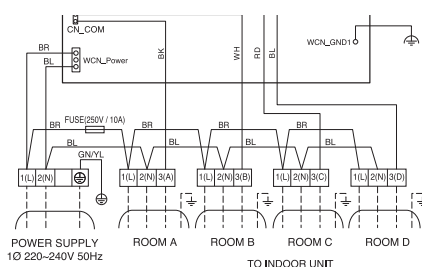 CN_COM
WCN_GND1
BR
WCN_Power
BL
BK
WH
RD
BL
FUSE(250V / 10A)
BR
BR
BR
BR
BL
BL
BL
BL
GN/YL
1(L) 2(N)
1(L) 2(N) 3(A)
1(L) 2(N) 3(B)
1(L) 2(N) 3(C)
1(L) 2(N) 3(D)
POWER SUPPLY
1Ø 220~240V 50Hz
ROOM A
ROOM B
ROOM C
ROOM D
TO INDOOR UNIT